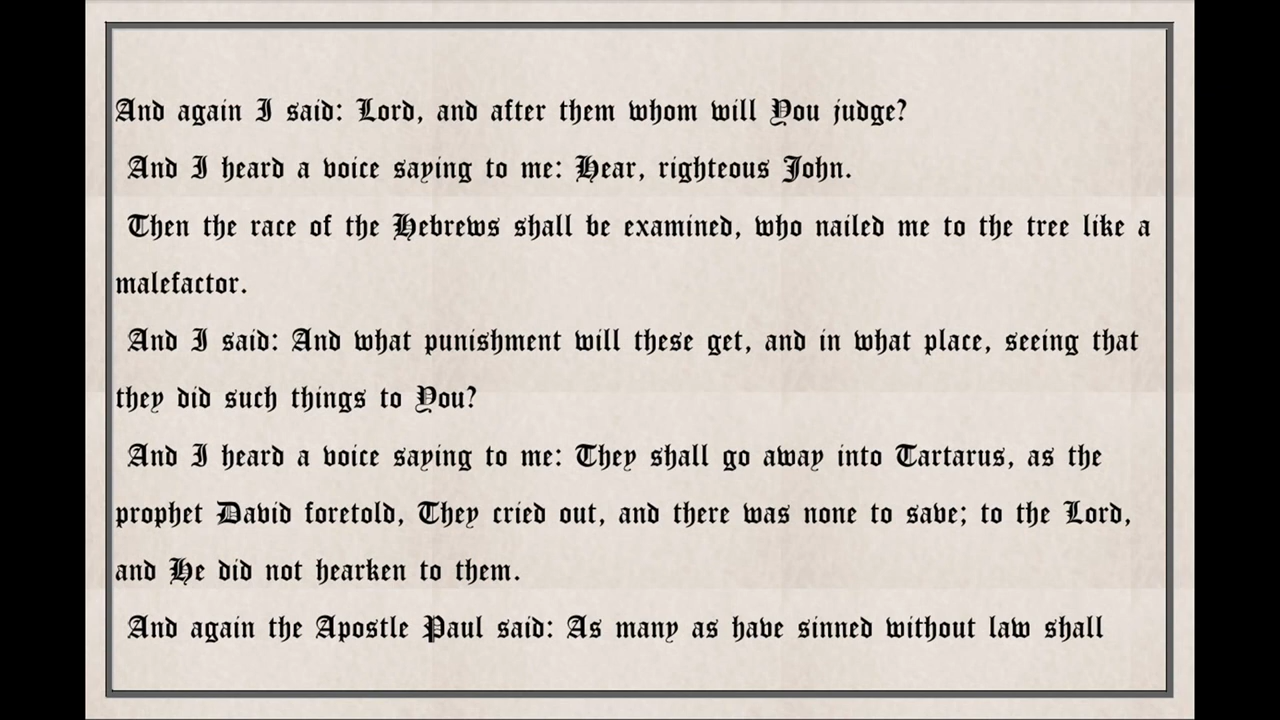 And again I said: Lord, and after them whom will You judge?
And I heard a voice saying to me: Hear, righteous John.
Then the race of the Hebrews shall be examined, who nailed me to the tree like a
malefactor.
And I said: And what punishment will these get, and in what place, seeing that
they did such things to You?
And I heard a voice saying to me: They shall go away into Tartarus, as the
prophet David foretold, They cried out, and there was none to save; to the Lord,
and He did not hearken to them.
And again the Apostle Paul said: As many as have sinned without law shall